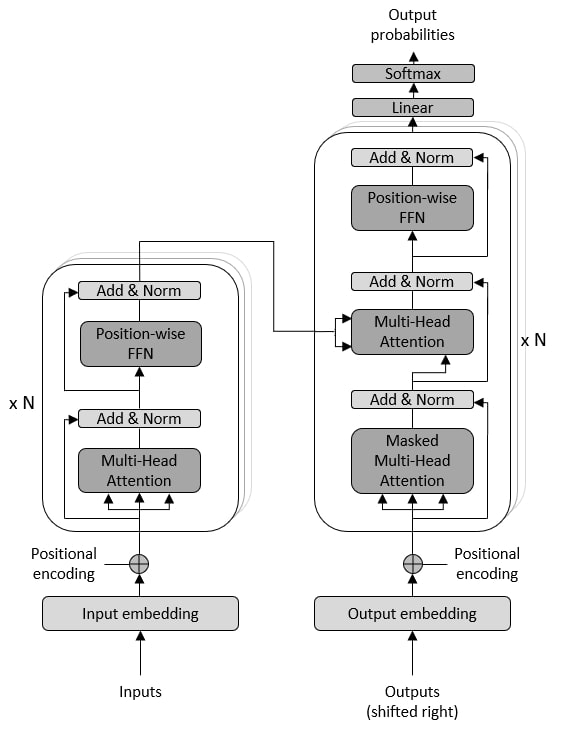 Output
probabilities
Softmax
Linear
Add & Norm
Position-wise
FFN
Add & Norm
Multi-Head
Attention
x N
Add & Norm
Masked
Multi-Head
Attention
Positional
encoding
Output embedding
Outputs
(shifted right)
Add & Norm
Position-wise
FFN
x N
Add & Norm
Multi-Head
Attention
Positional
encoding
Input embedding
Inputs